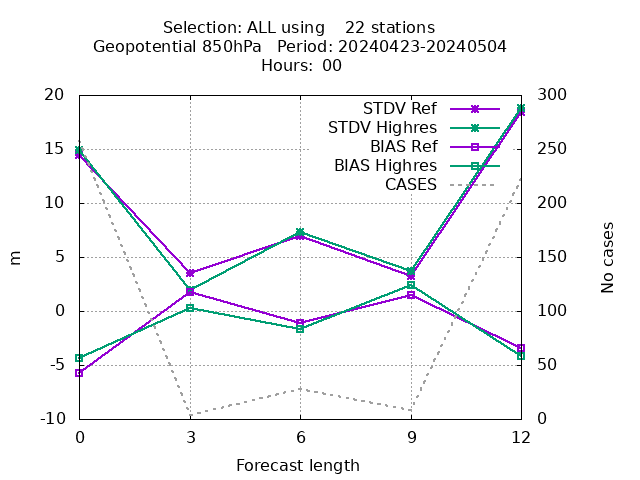 Selection: ALL using    22 stations
Geopotential 850hPa   Period: 20240423-20240504
Hours: 00
STDV Ref
STDV Highres
BIAS Ref
BIAS Highres
CASES
20
15
10
5
0
-5
-10
m
300
250
200
150
100
50
0
No cases
0 3 6 9 12
Forecast length